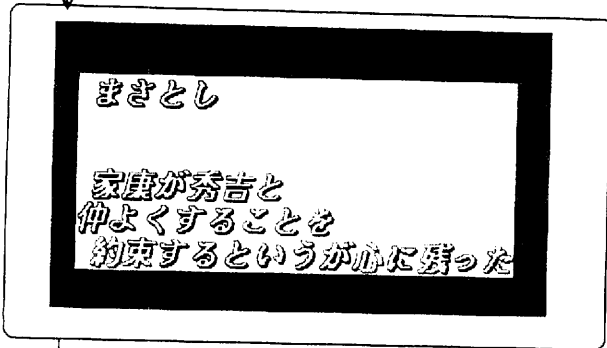 まさとし
家康が秀吉と
仲よくすることを
約束するというが心に残った